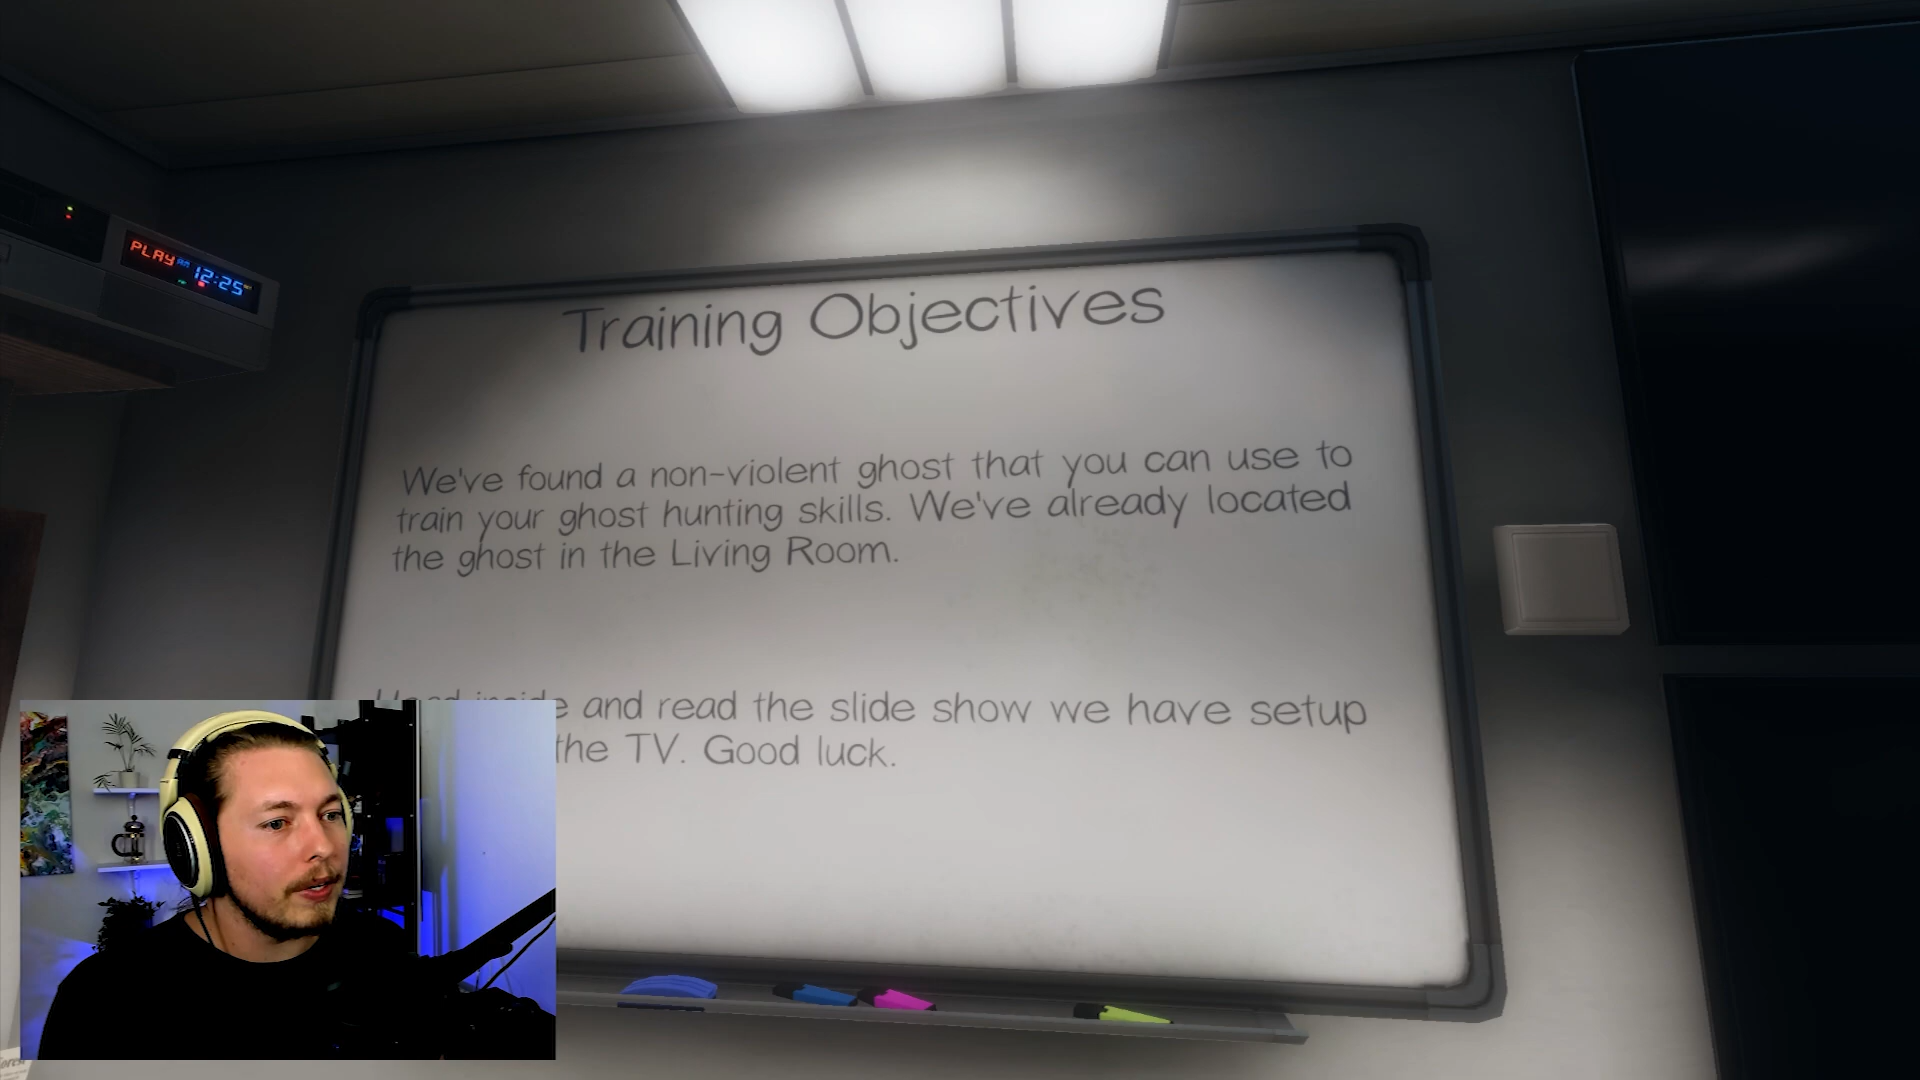 PLAY AM 12:25
Training Objectives
We've found a non-violent ghost that you can use to
train your ghost hunting skills. We've already located
the ghost in the Living Room.
and read the slide show we have setup
the TV. Good luck.